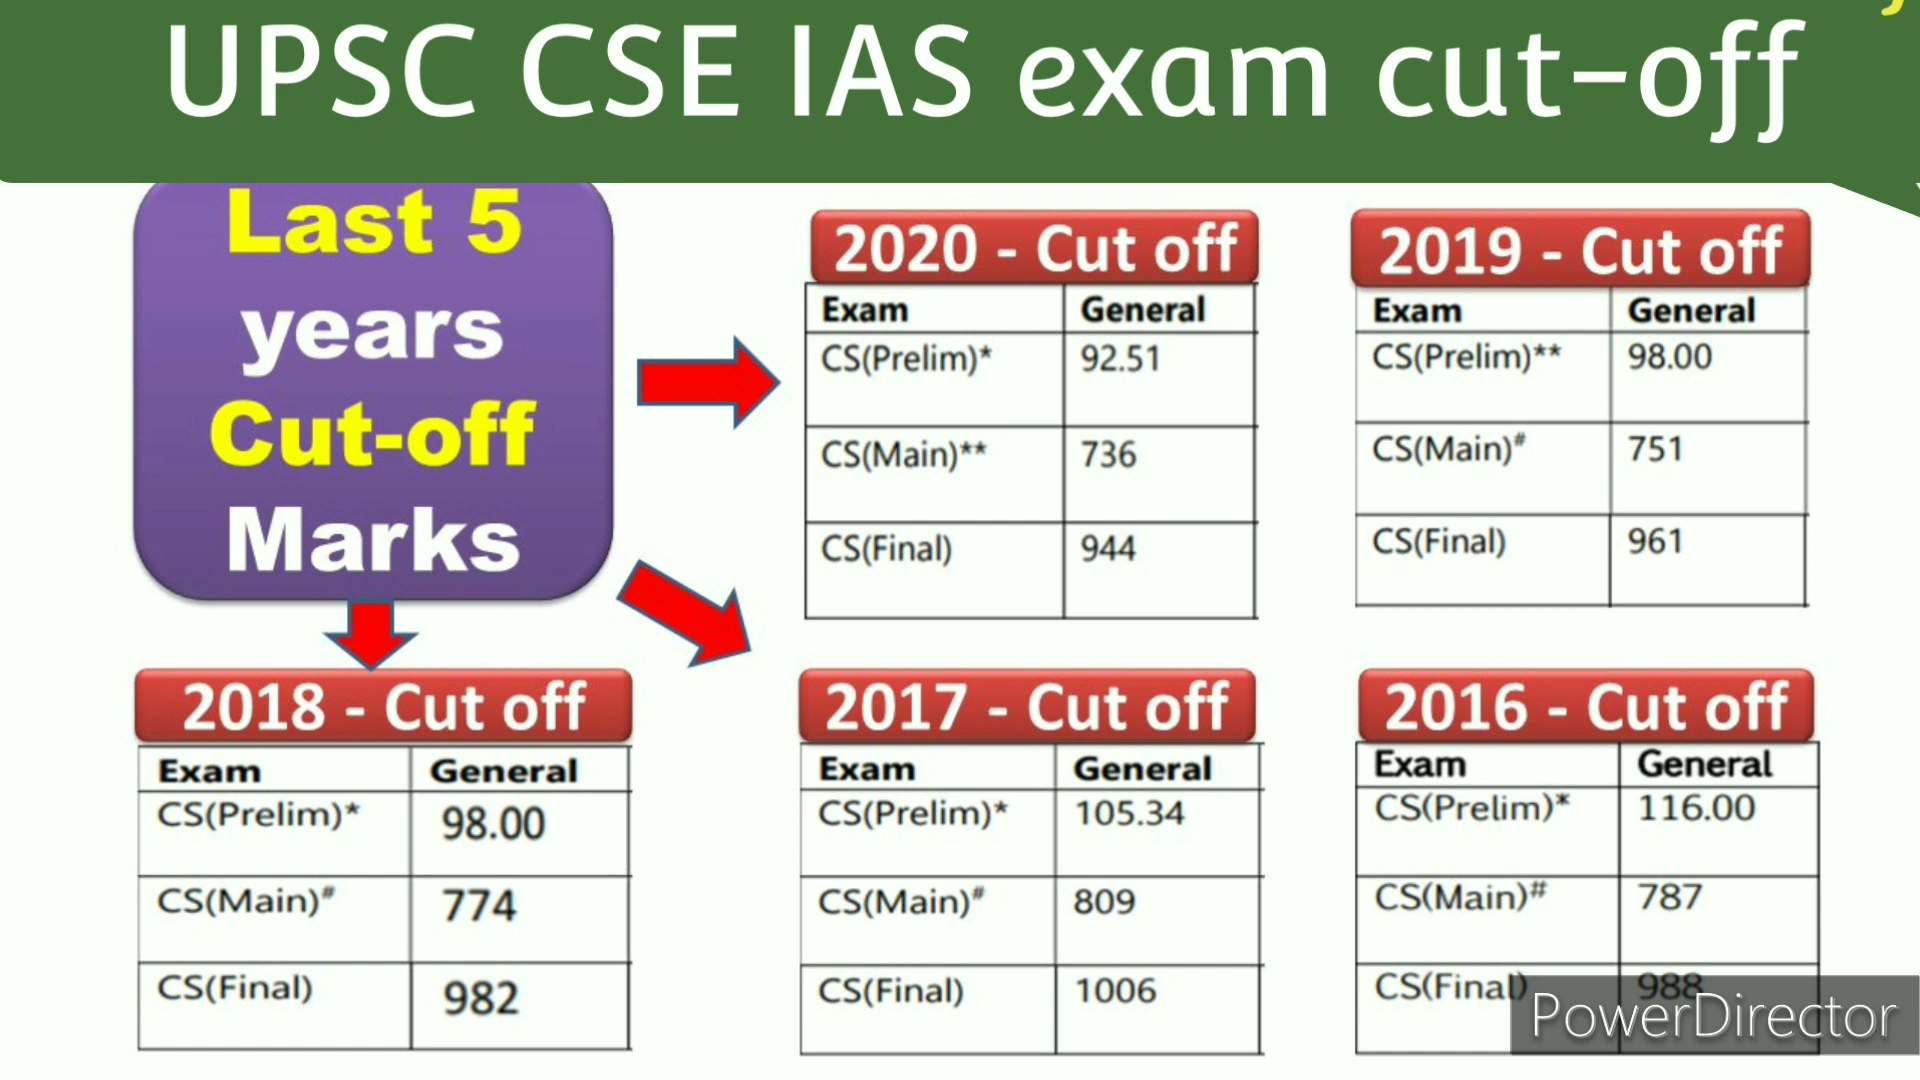 UPSC CSE IAS exam cut-off
Last 5
years
Cut-off
Marks
2020 - Cut off
Exam General
CS(Prelim)* 92.51
CS(Main)** 736
CS(Final) 944
2019 - Cut off
Exam General
CS(Prelim)** 98.00
CS(Main)# 751
CS(Final) 961
2018 - Cut off
Exam General
CS(Prelim)* 98.00
CS(Main)# 774
CS(Final) 982
2017 - Cut off
Exam General
CS(Prelim)* 105.34
CS(Main)# 809
CS(Final) 1006
2016 - Cut off
Exam General
CS(Prelim)* 116.00
CS(Main)# 787
CS(Final) 988
PowerDirector